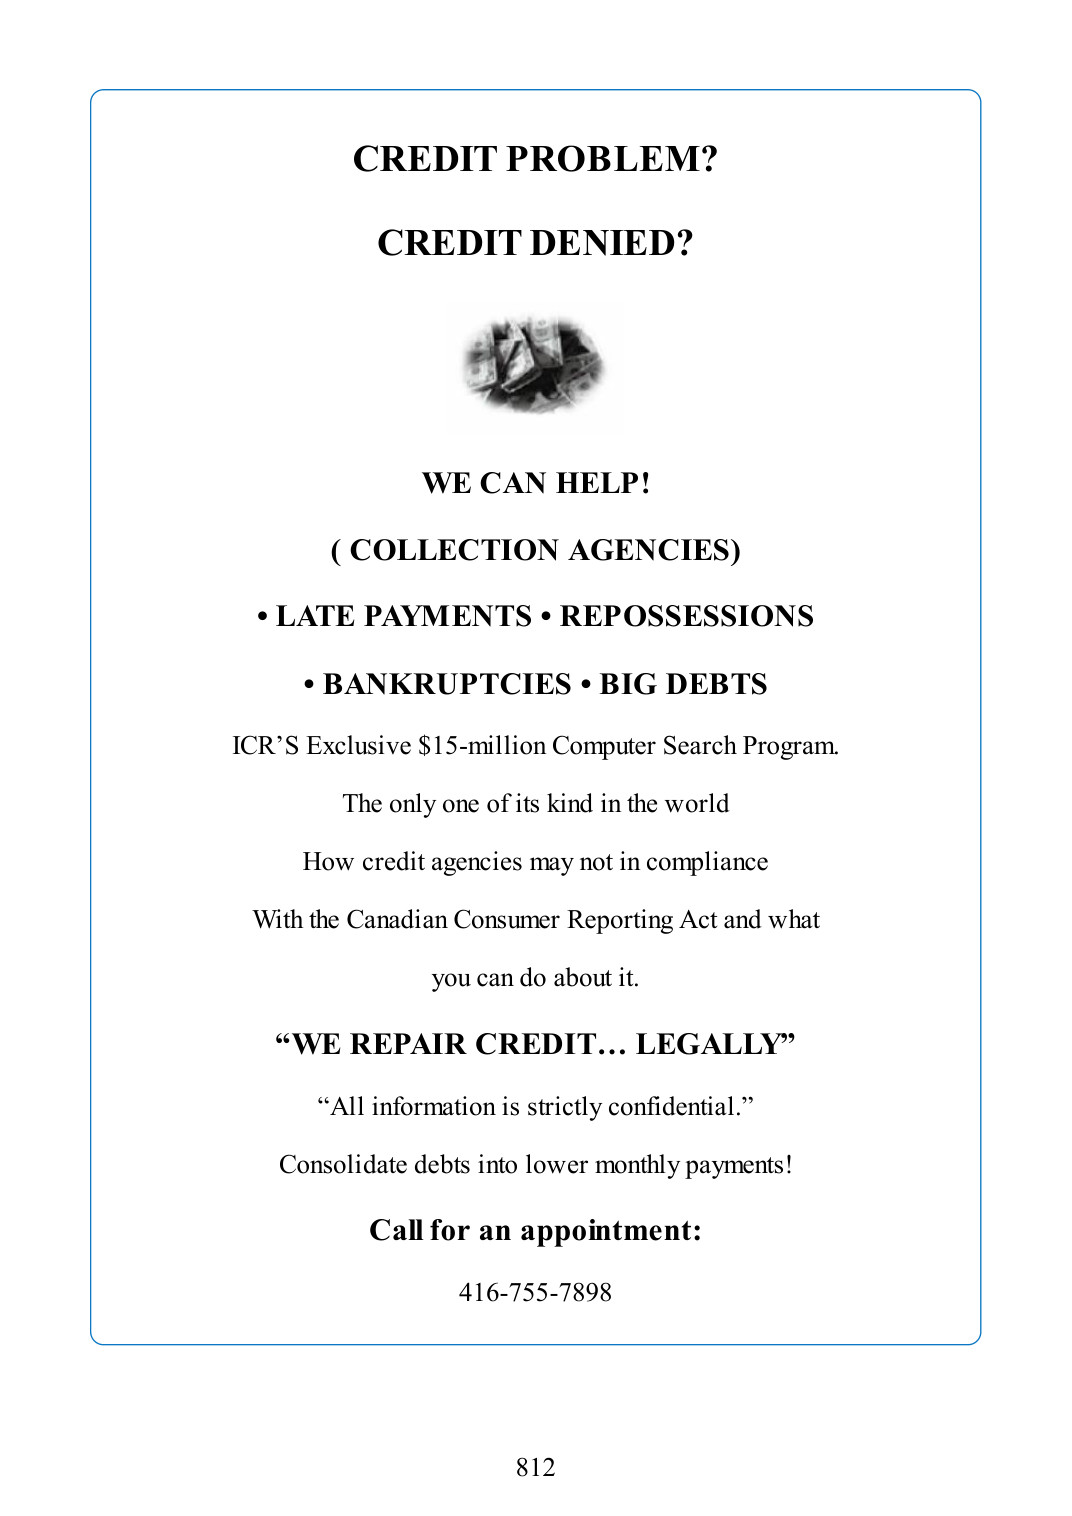 CREDIT PROBLEM?
CREDIT DENIED?
WE CAN HELP!
( COLLECTION AGENCIES)
• LATE PAYMENTS • REPOSSESSIONS
• BANKRUPTCIES • BIG DEBTS
ICR’S Exclusive $15-million Computer Search Program.
The only one of its kind in the world
How credit agencies may not in compliance
With the Canadian Consumer Reporting Act and what
you can do about it.
“WE REPAIR CREDIT… LEGALLY”
“All information is strictly confidential.”
Consolidate debts into lower monthly payments!
Call for an appointment:
416-755-7898
812